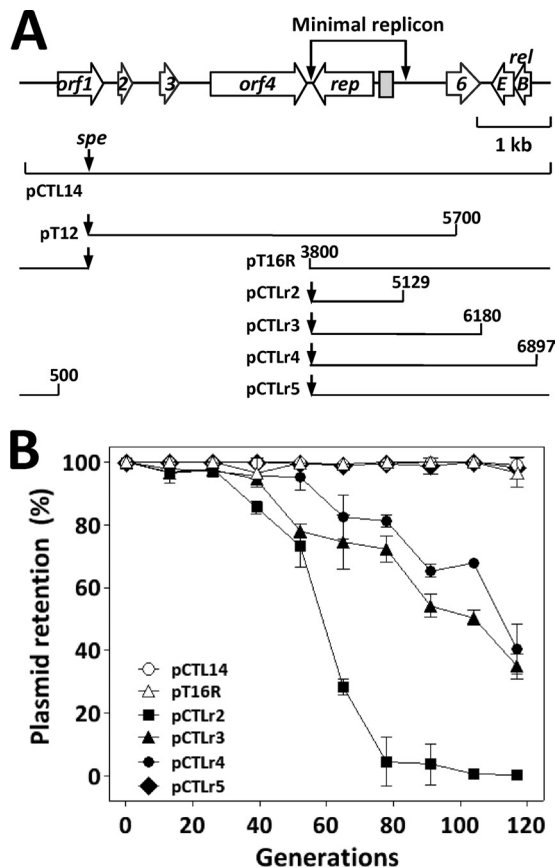 A
Minimal replicon
orf1 2 3 orf4 rep 6 E B
rel
1 kb
spe
pCTL14
5700
pT12
3800
pT16R
5129
pCTLr2
6180
pCTLr3
6897
pCTLr4
500
pCTLr5
B
Plasmid retention (%)
100
80
60
40
20
0
pCTL14
pT16R
pCTLr2
pCTLr3
pCTLr4
pCTLr5
0 20 40 60 80 100 120
Generations